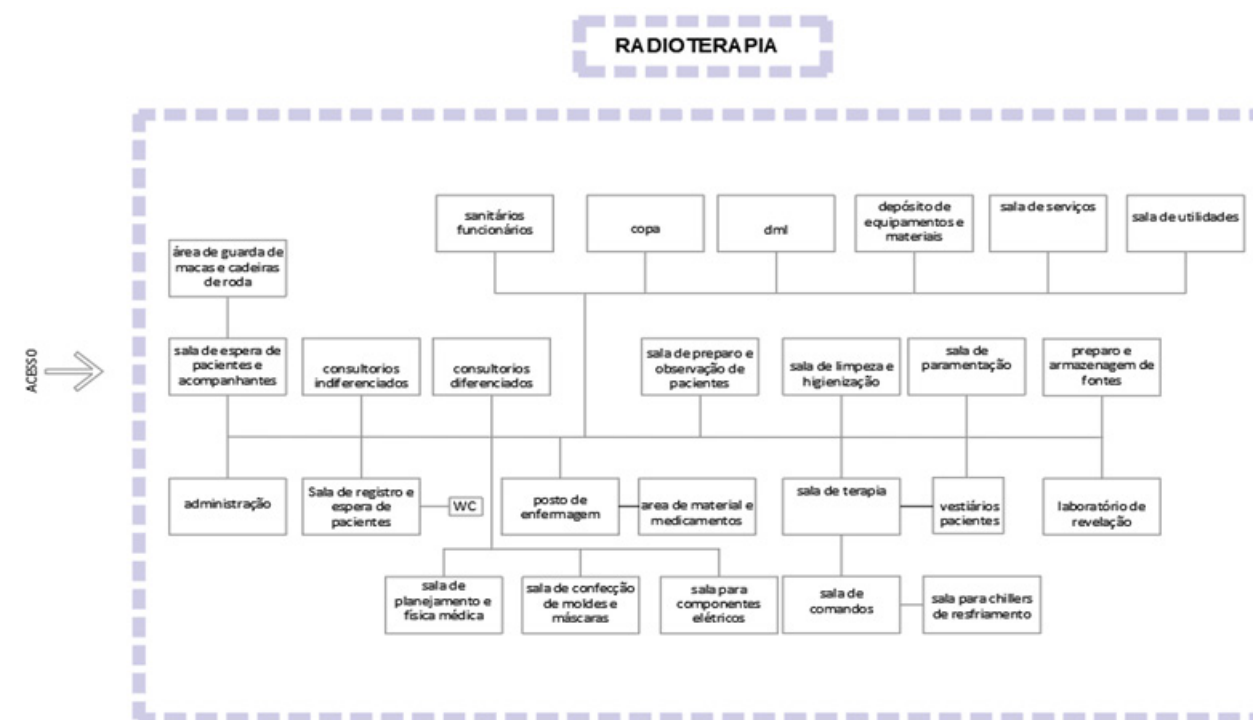 RADIOTERAPIA
sanitários
funcionários
copa
dml
depósito de
equipamentos e
materiais
sala de serviços
sala de utilidades
área de guarda de
macas e cadeiras
de roda
ACESSO
sala de espera de
pacientes e
acompanhantes
consultorios
indiferenciados
consultorios
diferenciados
sala de preparo e
observação de
pacientes
sala de limpeza e
higienização
sala de
paramentação
preparo e
armazenagem de
fontes
administração
Sala de registro e
espera de
pacientes
WC
posto de
enfermagem
area de material e
medicamentos
sala de terapia
vestiários
pacientes
laboratório de
revelação
sala de
planejamento e
física médica
sala de confecção
de moldes e
máscaras
sala para
componentes
elétricos
sala de
comandos
sala para chillers
de resfriamento